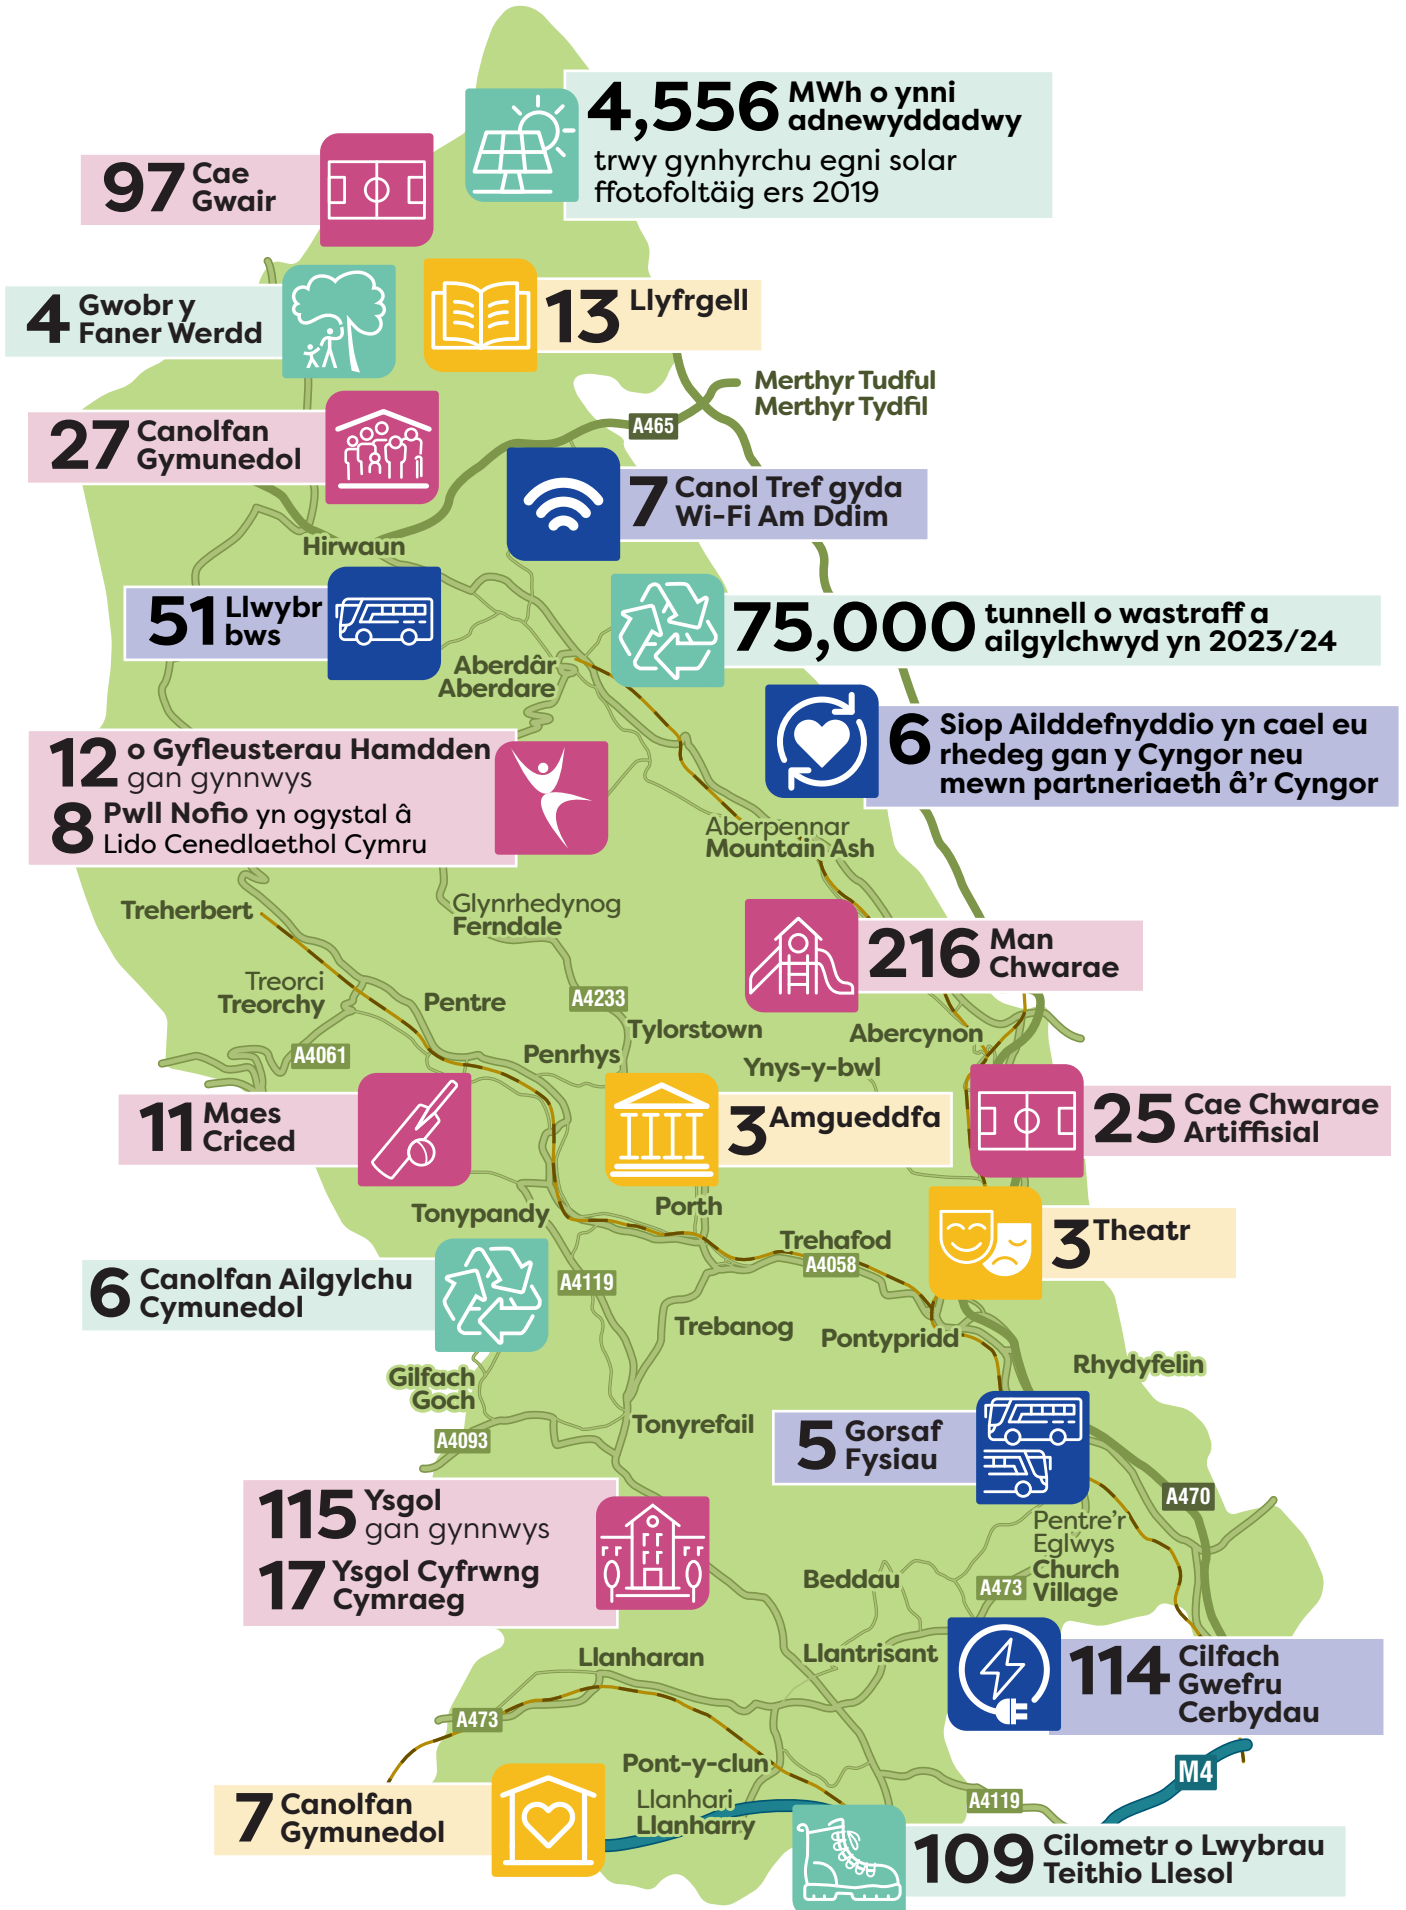 4,556 MWh o ynni
adnewyddadwy
trwy gynhyrchu egni solar
ffotofoltäig ers 2019
97 Cae
Gwair
4 Gwobr y
Faner Werdd
13 Llyfrgell
Merthyr Tudful
Merthyr Tydfil
A465
27 Canolfan
Gymunedol
7 Canol Tref gyda
Wi-Fi Am Ddim
Hirwaun
51 Llwybr
bws
75,000 tunnell o wastraff a
ailgylchwyd yn 2023/24
Aberdâr
Aberdare
6 Siop Ailddefnyddio yn cael eu
rhedeg gan y Cyngor neu
mewn partneriaeth â'r Cyngor
12 o Gyfleusterau Hamdden
gan gynnwys
8 Pwll Nofio yn ogystal â
Lido Cenedlaethol Cymru
Aberpennar
Mountain Ash
Treherbert
Glynrhedynog
Ferndale
216 Man
Chwarae
Treorci
Treorchy
Pentre
A4233
Tylorstown
Abercynon
A4061
Penrhys
Ynys-y-bwl
11 Maes
Criced
3 Amgueddfa
25 Cae Chwarae
Artiffisial
Tonypandy
Porth
Trehafod
A4058
3 Theatr
6 Canolfan Ailgylchu
Cymunedol
A4119
Trebanog
Pontypridd
Rhydyfelin
Gilfach
Goch
A4093
Tonyrefail
5 Gorsaf
Fysiau
115 Ysgol
gan gynnwys
17 Ysgol Cyfrwng
Cymraeg
A470
Pentre'r
Eglwys
Church
Village
Beddau
A473
Llanharan
Llantrisant
114 Cilfach
Gwefru
Cerbydau
A473
Pont-y-clun
M4
7 Canolfan
Gymunedol
Llanhari
Llanharry
A4119
109 Cilometr o Lwybrau
Teithio Llesol